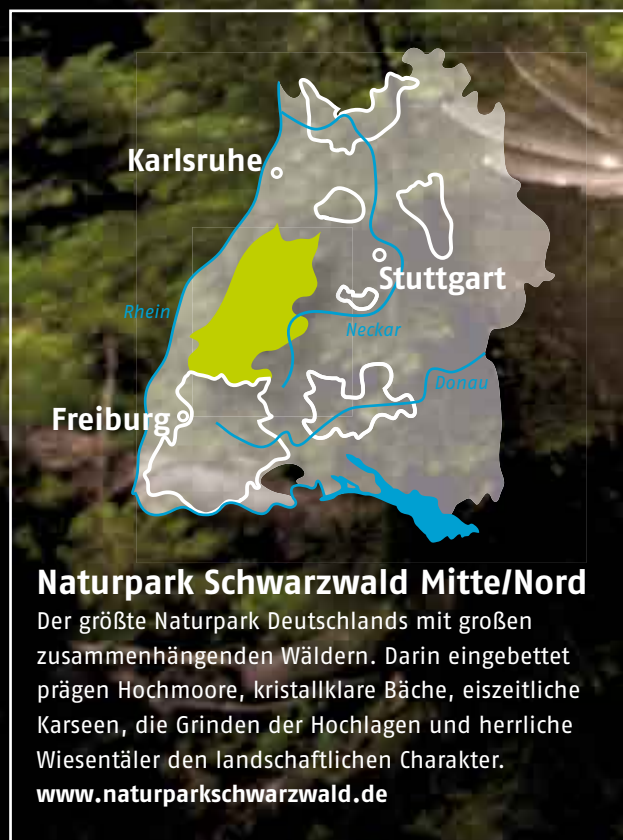 Karlsruhe
Stuttgart
Rhein
Neckar
Donau
Freiburg
Naturpark Schwarzwald Mitte/Nord
Der größte Naturpark Deutschlands mit großen
zusammenhängenden Wäldern. Darin eingebettet
prägen Hochmoore, kristallklare Bäche, eiszeitliche
Karseen, die Grinden der Hochlagen und herrliche
Wiesentäler den landschaftlichen Charakter.
www.naturparkschwarzwald.de